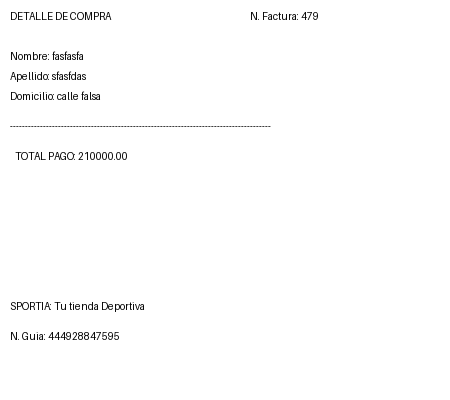 DETALLE DE COMPRA N. Factura: 479
Nombre: fasfasfa
Apellido: sfasfdas
Domicilio: calle falsa
------------------------------------------------------------------------------------------
TOTAL PAGO: 210000.00
SPORTIA: Tu tienda Deportiva
N. Guia: 444928847595